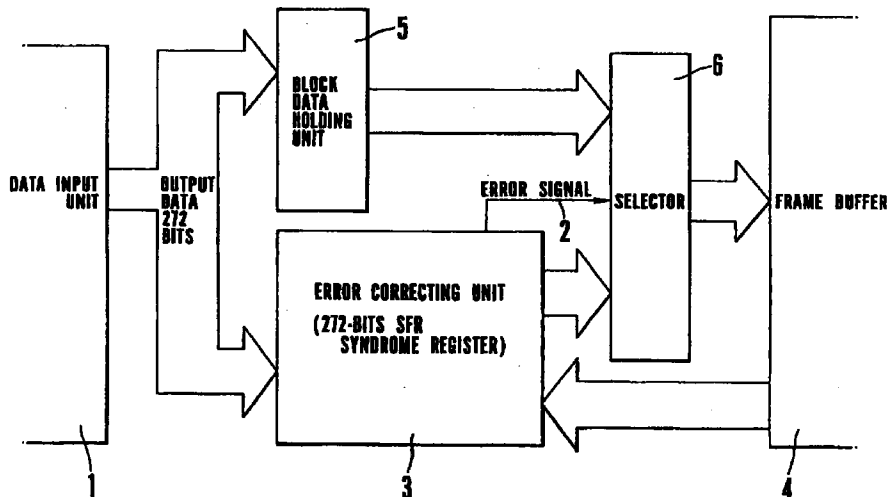 5
6
BLOCK
DATA
HOLDING
UNIT
DATA INPUT
UNIT
OUTPUT
DATA
272
BITS
ERROR SIGNAL
2
SELECTOR
FRAME BUFFER
ERROR CORRECTING UNIT
(272-BITS SFR
SYNDROME REGISTER)
1
3
4